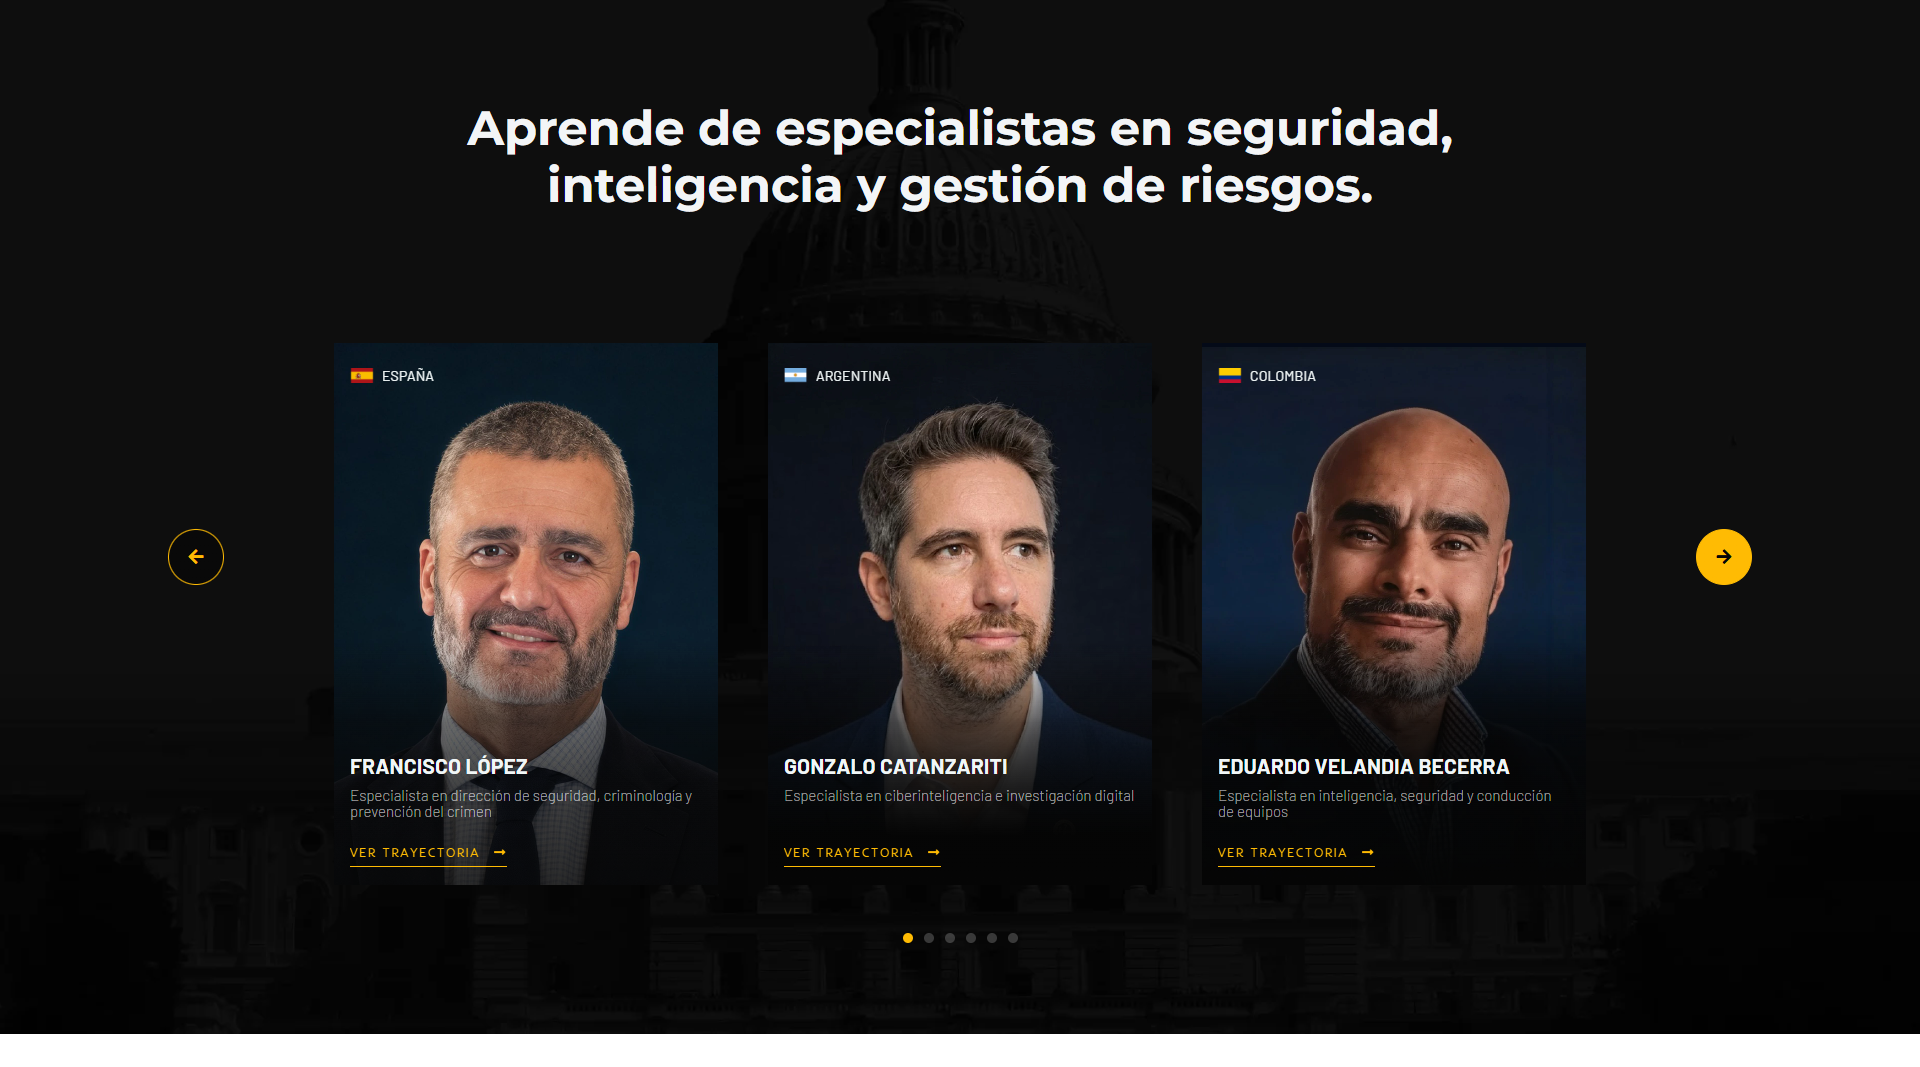 Aprende de especialistas en seguridad,
inteligencia y gestión de riesgos.
ESPAÑA
FRANCISCO LÓPEZ
Especialista en dirección de seguridad, criminología y
prevención del crimen
VER TRAYECTORIA
ARGENTINA
GONZALO CATANZARITI
Especialista en ciberinteligencia e investigación digital
VER TRAYECTORIA
COLOMBIA
EDUARDO VELANDIA BECERRA
Especialista en inteligencia, seguridad y conducción
de equipos
VER TRAYECTORIA